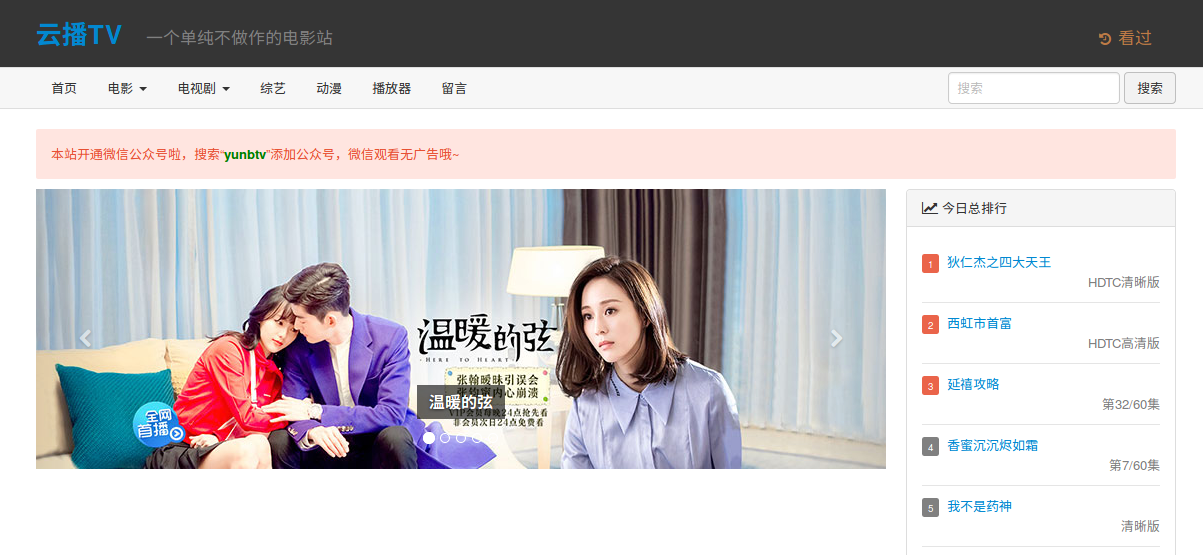 云播TV 一个单纯不做作的电影站 看过
首页 电影 电视剧 综艺 动漫 播放器 留言 搜索 搜索
本站开通微信公众号啦，搜索“yunbtv”添加公众号，微信观看无广告哦~
温暖的弦
HERE TO HEART
张翰暧昧引误会
张钧甯内心崩溃
温暖的弦
VIP会员每晚24点抢先看
非会员次日24点免费看
全网
首播
今日总排行
1 狄仁杰之四大天王
HDTC清晰版
2 西虹市首富
HDTC高清版
3 延禧攻略
第32/60集
4 香蜜沉沉烬如霜
第7/60集
5 我不是药神
清晰版